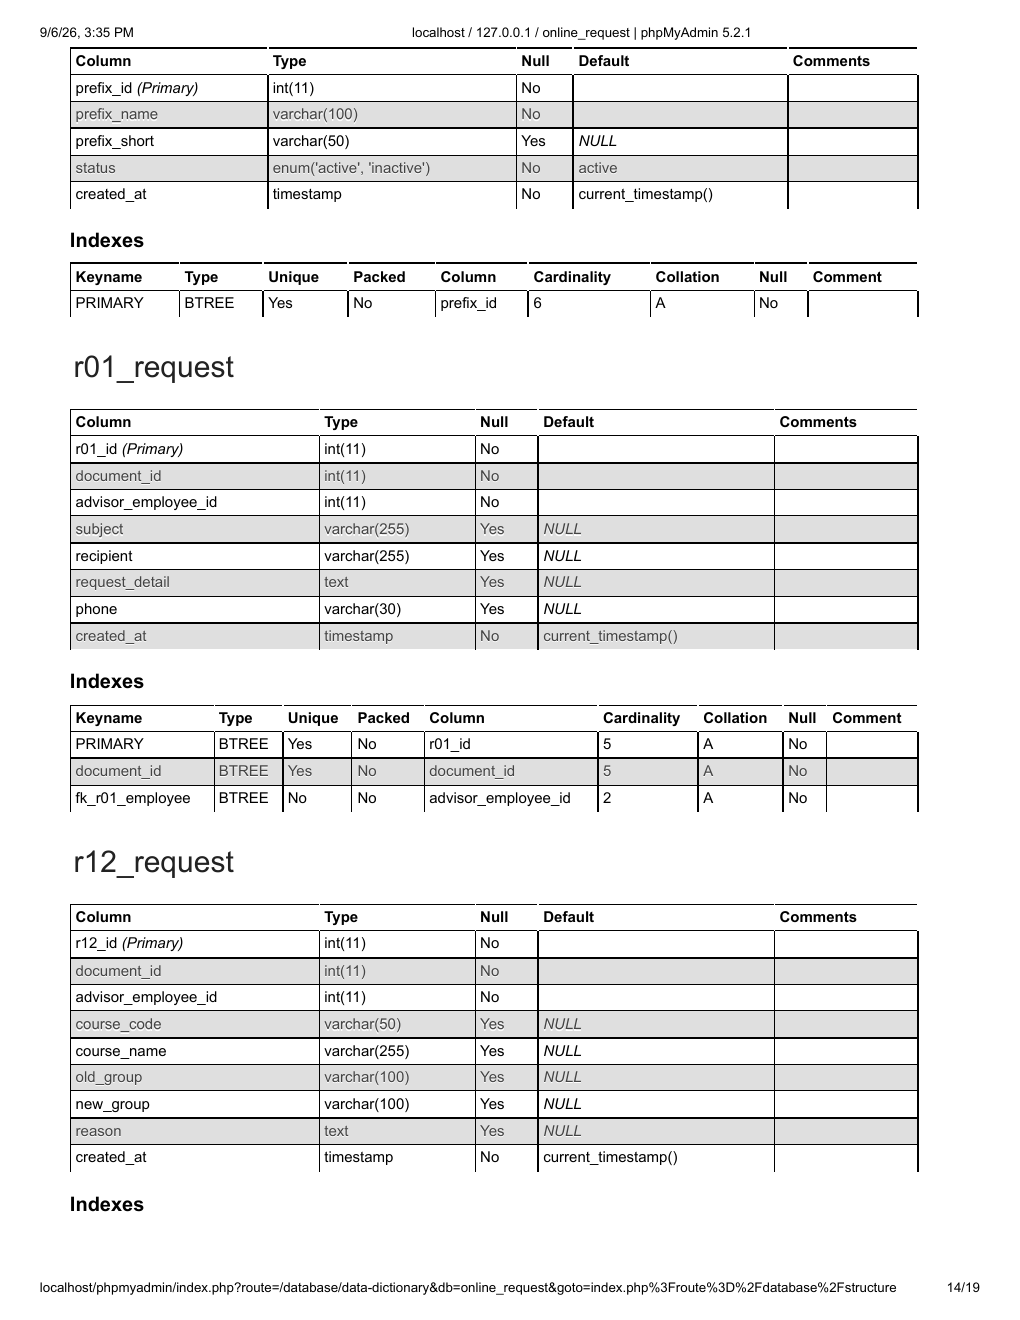 9/6/26, 3:35 PM localhost / 127.0.0.1 / online_request | phpMyAdmin 5.2.1
Column Type Null Default Comments
prefix_id (Primary) int(11) No
prefix_name varchar(100) No
prefix_short varchar(50) Yes NULL
status enum('active', 'inactive') No active
created_at timestamp No current_timestamp()
Indexes
Keyname Type Unique Packed Column Cardinality Collation Null Comment
PRIMARY BTREE Yes No prefix_id 6 A No
r01_request
Column Type Null Default Comments
r01_id (Primary) int(11) No
document_id int(11) No
advisor_employee_id int(11) No
subject varchar(255) Yes NULL
recipient varchar(255) Yes NULL
request_detail text Yes NULL
phone varchar(30) Yes NULL
created_at timestamp No current_timestamp()
Indexes
Keyname Type Unique Packed Column Cardinality Collation Null Comment
PRIMARY BTREE Yes No r01_id 5 A No
document_id BTREE Yes No document_id 5 A No
fk_r01_employee BTREE No No advisor_employee_id 2 A No
r12_request
Column Type Null Default Comments
r12_id (Primary) int(11) No
document_id int(11) No
advisor_employee_id int(11) No
course_code varchar(50) Yes NULL
course_name varchar(255) Yes NULL
old_group varchar(100) Yes NULL
new_group varchar(100) Yes NULL
reason text Yes NULL
created_at timestamp No current_timestamp()
Indexes
localhost/phpmyadmin/index.php?route=/database/data-dictionary&db=online_request&goto=index.php%3Froute%3D%2Fdatabase%2Fstructure 14/19